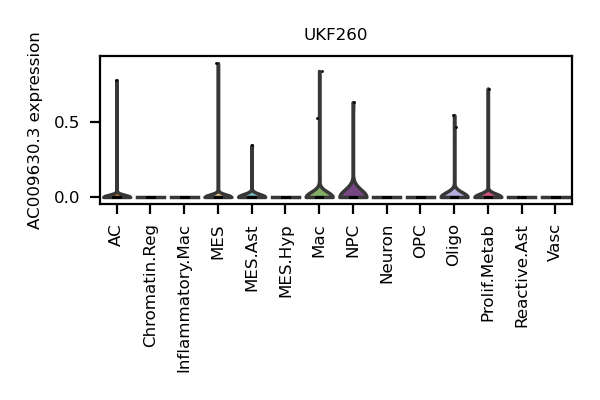 UKF260
AC009630.3 expression
0.5
0.0
AC
Chromatin.Reg
Inflammatory.Mac
MES
MES.Ast
MES.Hyp
Mac
NPC
Neuron
OPC
Oligo
Prolif.Metab
Reactive.Ast
Vasc